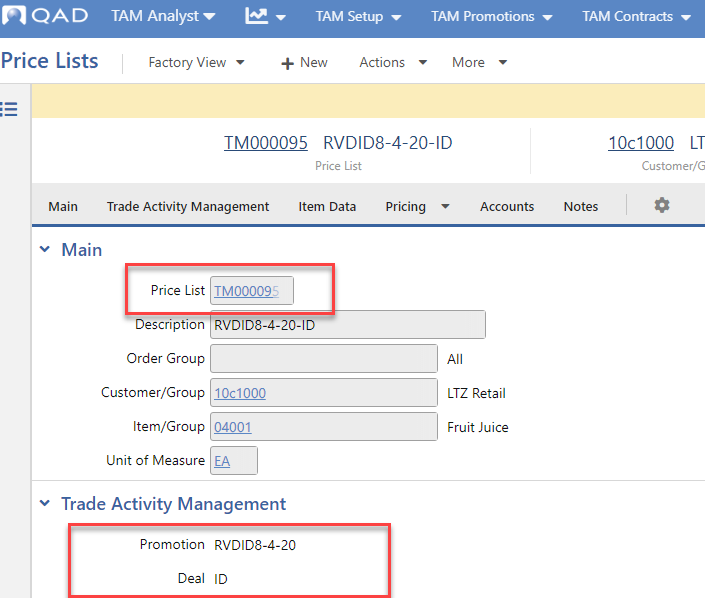 QAD TAM Analyst TAM Setup TAM Promotions TAM Contracts
Price Lists Factory View + New Actions More
TM000095 RVDID8-4-20-ID 10c1000 LT
Price List Customer/G
Main Trade Activity Management Item Data Pricing Accounts Notes
Main
Price List TM000095
Description RVDID8-4-20-ID
Order Group All
Customer/Group 10c1000 LTZ Retail
Item/Group 04001 Fruit Juice
Unit of Measure EA
Trade Activity Management
Promotion RVDID8-4-20
Deal ID